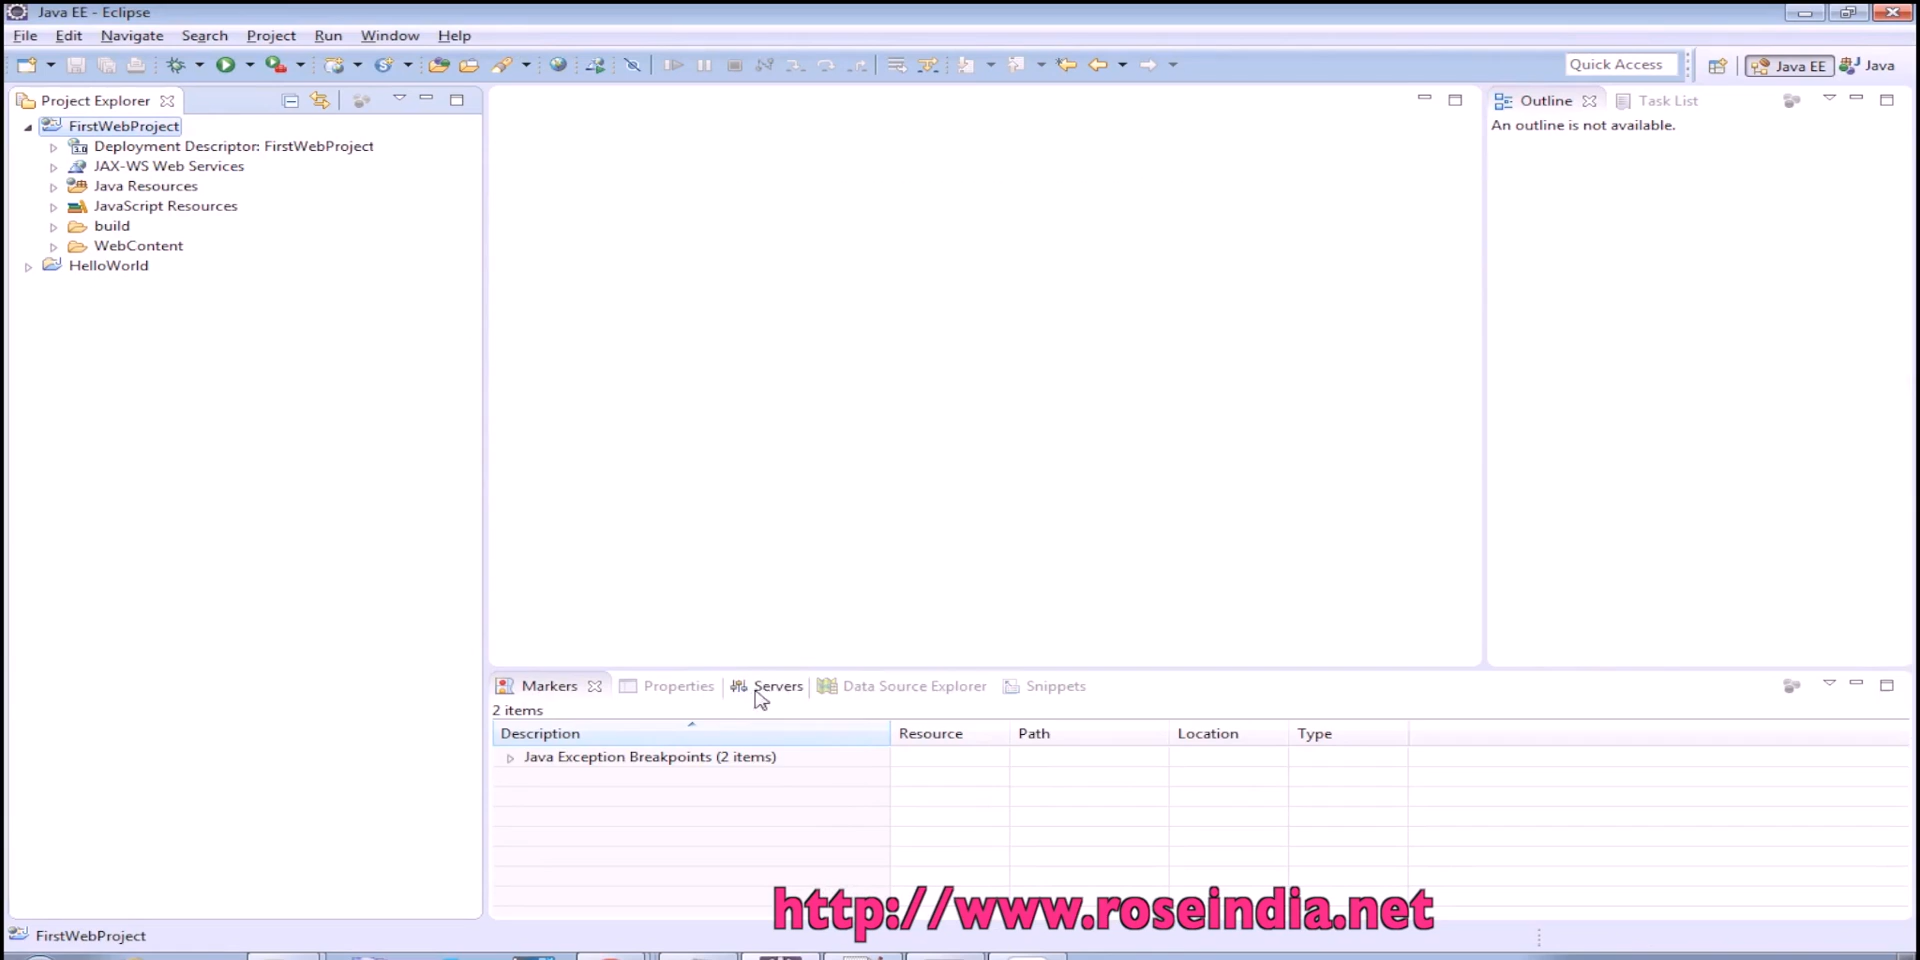 Java EE - Eclipse
File Edit Navigate Search Project Run Window Help
Quick Access Java EE Java
Project Explorer
FirstWebProject
Deployment Descriptor: FirstWebProject
JAX-WS Web Services
Java Resources
JavaScript Resources
build
WebContent
HelloWorld
Outline Task List
An outline is not available.
Markers Properties Servers Data Source Explorer Snippets
2 items
Description Resource Path Location Type
Java Exception Breakpoints (2 items)
http://www.roseindia.net
FirstWebProject